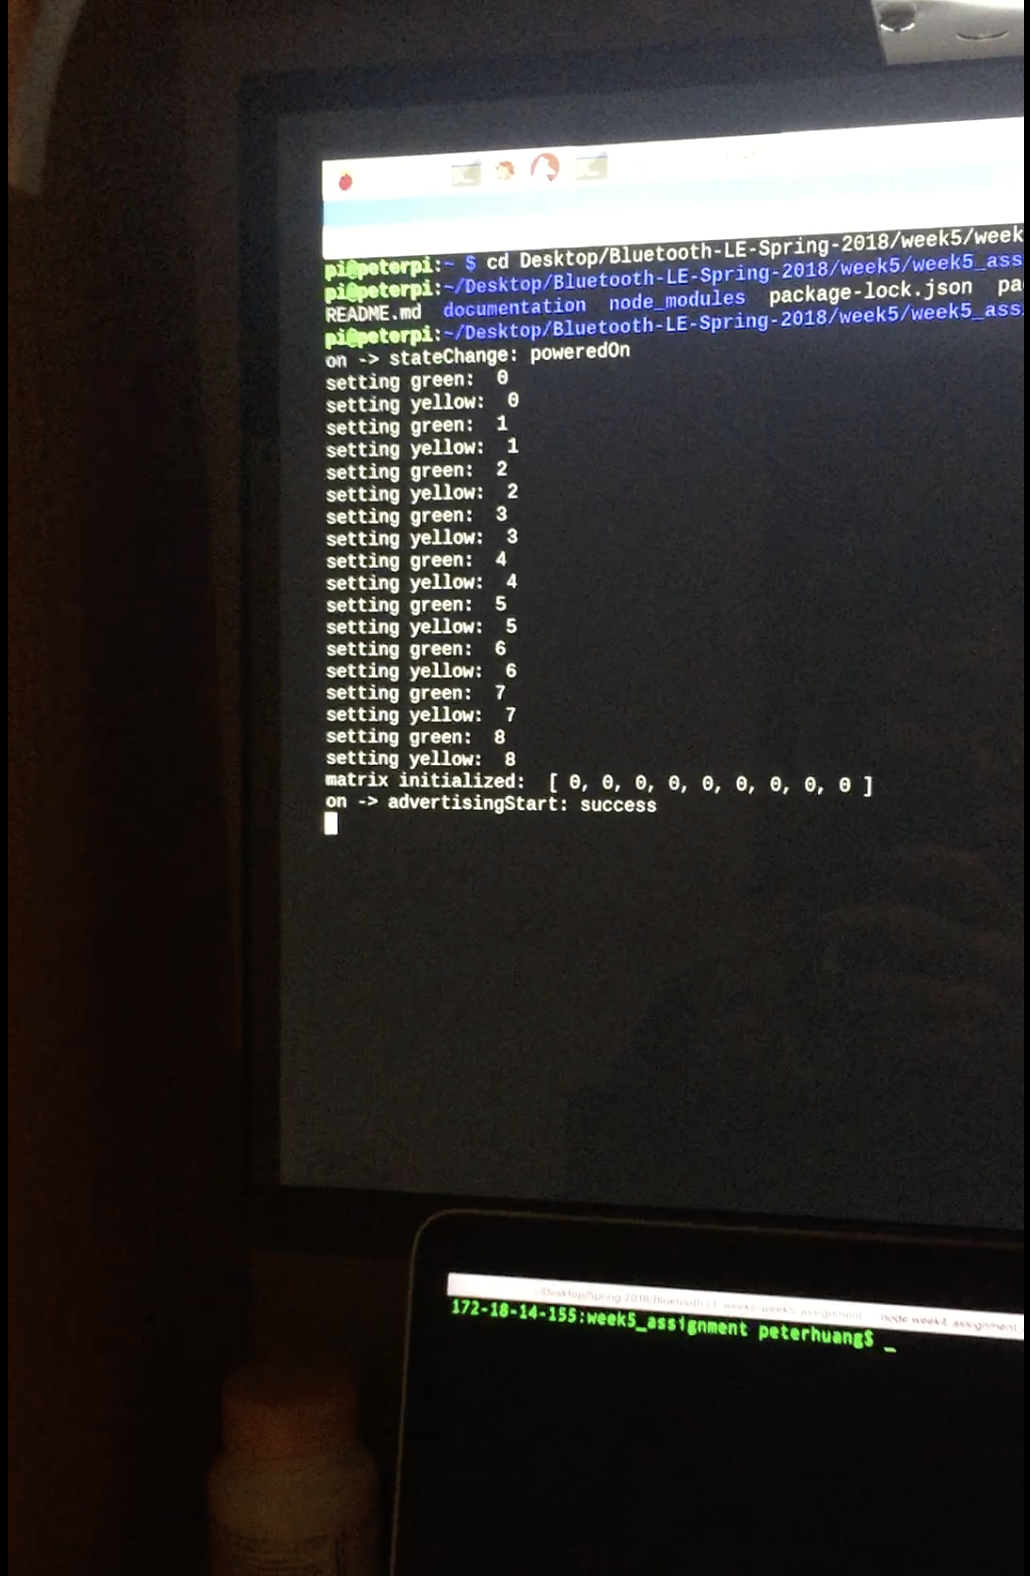 pi@peterpi:~ $ cd Desktop/Bluetooth-LE-Spring-2018/week5/week
pi@peterpi:~/Desktop/Bluetooth-LE-Spring-2018/week5/week5_ass
README.md documentation node_modules package-lock.json pa
pi@peterpi:~/Desktop/Bluetooth-LE-Spring-2018/week5/week5_ass
on -> stateChange: poweredOn
setting green: 0
setting yellow: 0
setting green: 1
setting yellow: 1
setting green: 2
setting yellow: 2
setting green: 3
setting yellow: 3
setting green: 4
setting yellow: 4
setting green: 5
setting yellow: 5
setting green: 6
setting yellow: 6
setting green: 7
setting yellow: 7
setting green: 8
setting yellow: 8
matrix initialized: [ 0, 0, 0, 0, 0, 0, 0, 0, 0 ]
on -> advertisingStart: success
172-18-14-155:week5_assignment peterhuang$ _